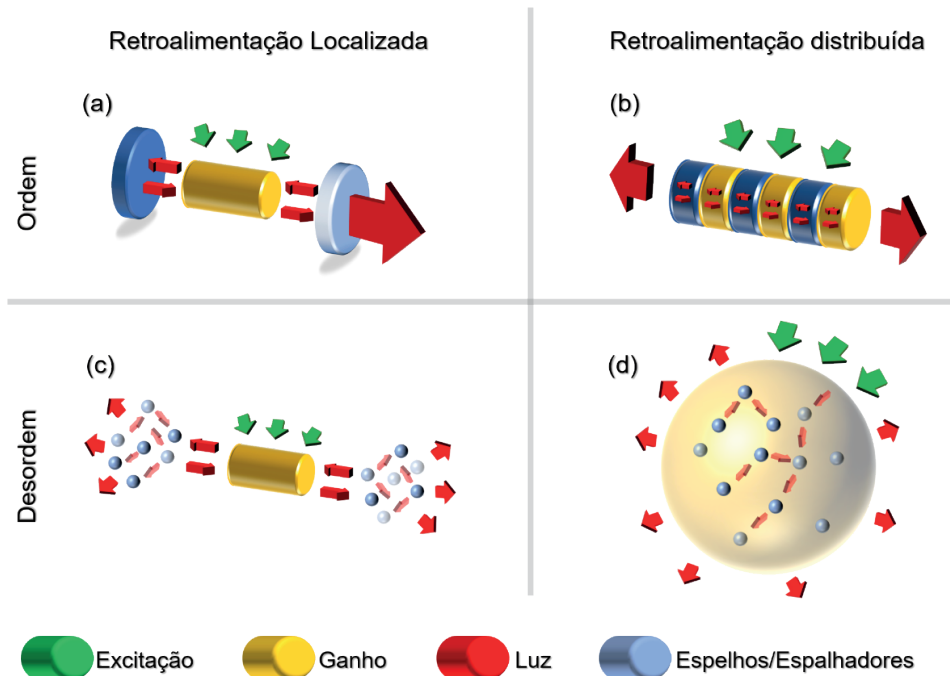 Retroalimentação Localizada
Retroalimentação distribuída
(a)
(b)
Ordem
(c)
(d)
Desordem
Excitação
Ganho
Luz
Espelhos/Espalhadores